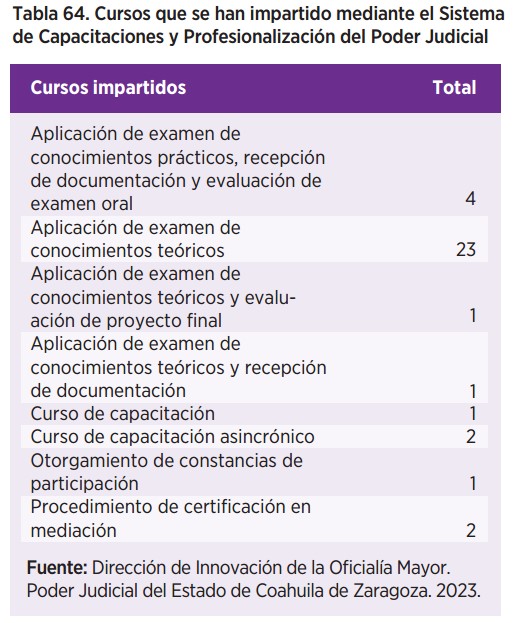 Tabla 64. Cursos que se han impartido mediante el Sistema
de Capacitaciones y Profesionalización del Poder Judicial
Cursos impartidos Total
Aplicación de examen de
conocimientos prácticos, recepción
de documentación y evaluación de
examen oral 4
Aplicación de examen de
conocimientos teóricos 23
Aplicación de examen de
conocimientos teóricos y evalu-
ación de proyecto final 1
Aplicación de examen de
conocimientos teóricos y recepción
de documentación 1
Curso de capacitación 1
Curso de capacitación asincrónico 2
Otorgamiento de constancias de
participación 1
Procedimiento de certificación en
mediación 2
Fuente: Dirección de Innovación de la Oficialía Mayor.
Poder Judicial del Estado de Coahuila de Zaragoza. 2023.